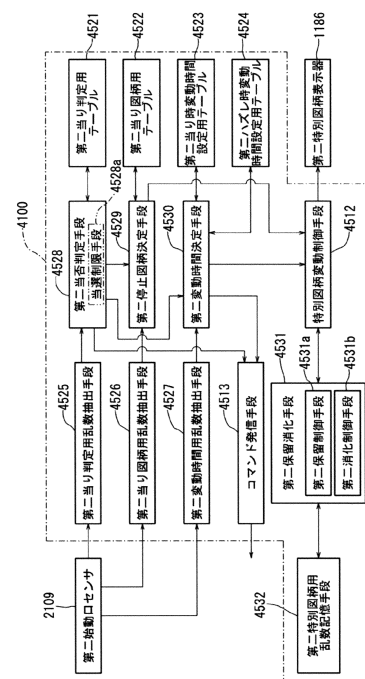 4100
2109
第二始動口センサ
4525
第二当り判定用乱数抽出手段
4526
第二当り図柄用乱数抽出手段
4527
第二変動時間用乱数抽出手段
4513
コマンド発信手段
4528
第二当否判定手段
当選制限手段
4528a
4529
第二停止図柄決定手段
4530
第二変動時間決定手段
4521
第二当り判定用
テーブル
4522
第二当り図柄用
テーブル
4523
第二当り時変動時間
設定用テーブル
4524
第二ハズレ時変動
時間設定用テーブル
4532
第二特別図柄用
乱数記憶手段
4531
第二保留消化手段
4531a
第二保留制御手段
4531b
第二消化制御手段
4512
特別図柄変動制御手段
1186
第二特別図柄表示器